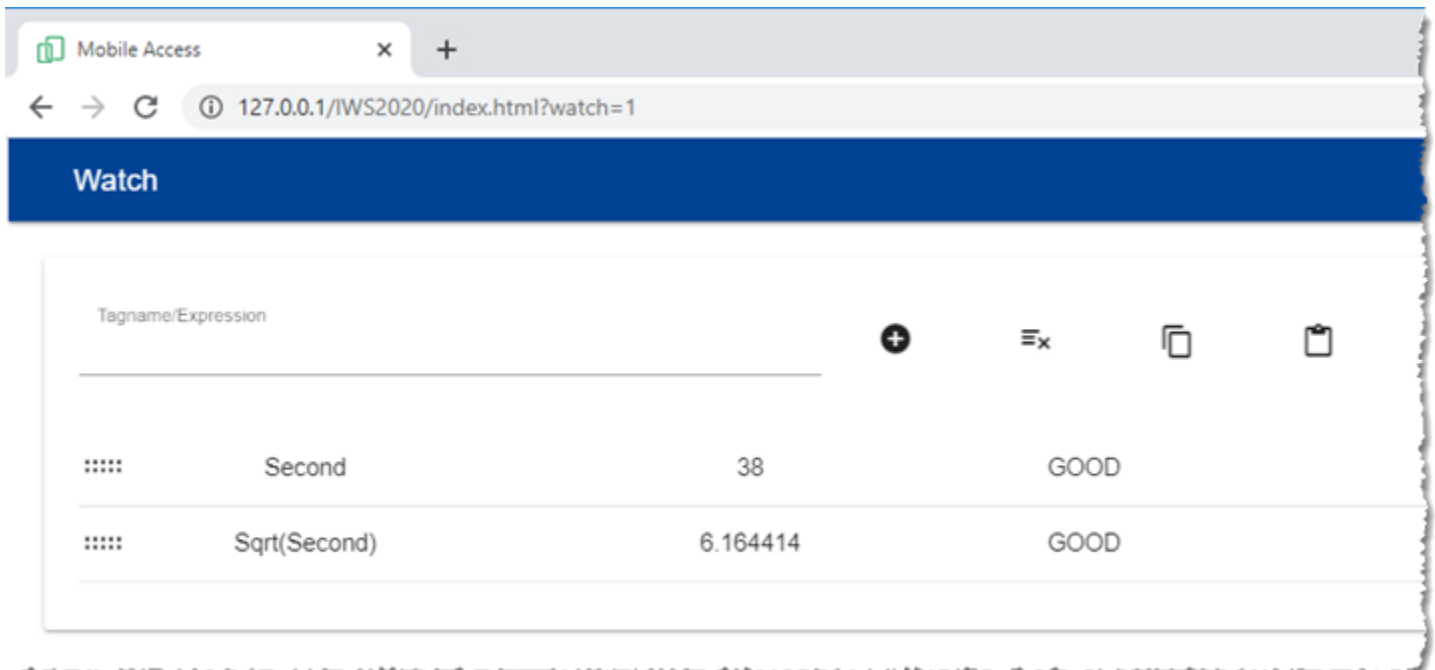 Mobile Access
127.0.0.1/IWS2020/index.html?watch=1
Watch
Tagname/Expression
Second 38 GOOD
Sqrt(Second) 6.164414 GOOD